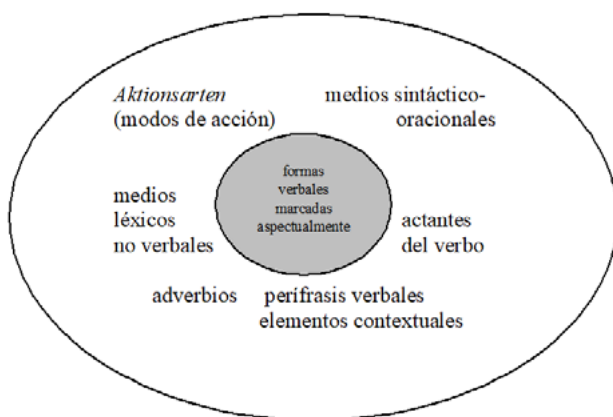 Aktionsarten
(modos de acción)
medios sintáctico-
oracionales
formas
verbales
marcadas
aspectualmente
medios
léxicos
no verbales
actantes
del verbo
adverbios
perífrasis verbales
elementos contextuales